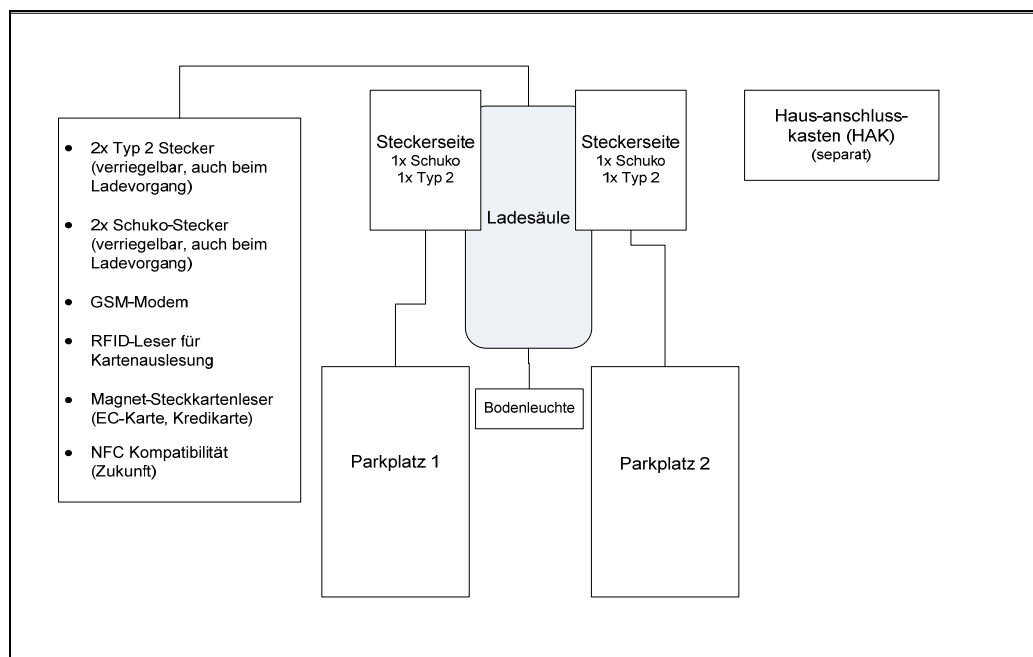 • 2x Typ 2 Stecker
(verriegelbar, auch beim
Ladevorgang)
• 2x Schuko-Stecker
(verriegelbar, auch beim
Ladevorgang)
• GSM-Modem
• RFID-Leser für
Kartenauslesung
• Magnet-Steckkartenleser
(EC-Karte, Kredikarte)
• NFC Kompatibilität
(Zukunft)
Steckerseite
1x Schuko
1x Typ 2
Ladesäule
Steckerseite
1x Schuko
1x Typ 2
Haus-anschluss-
kasten (HAK)
(separat)
Bodenleuchte
Parkplatz 1
Parkplatz 2